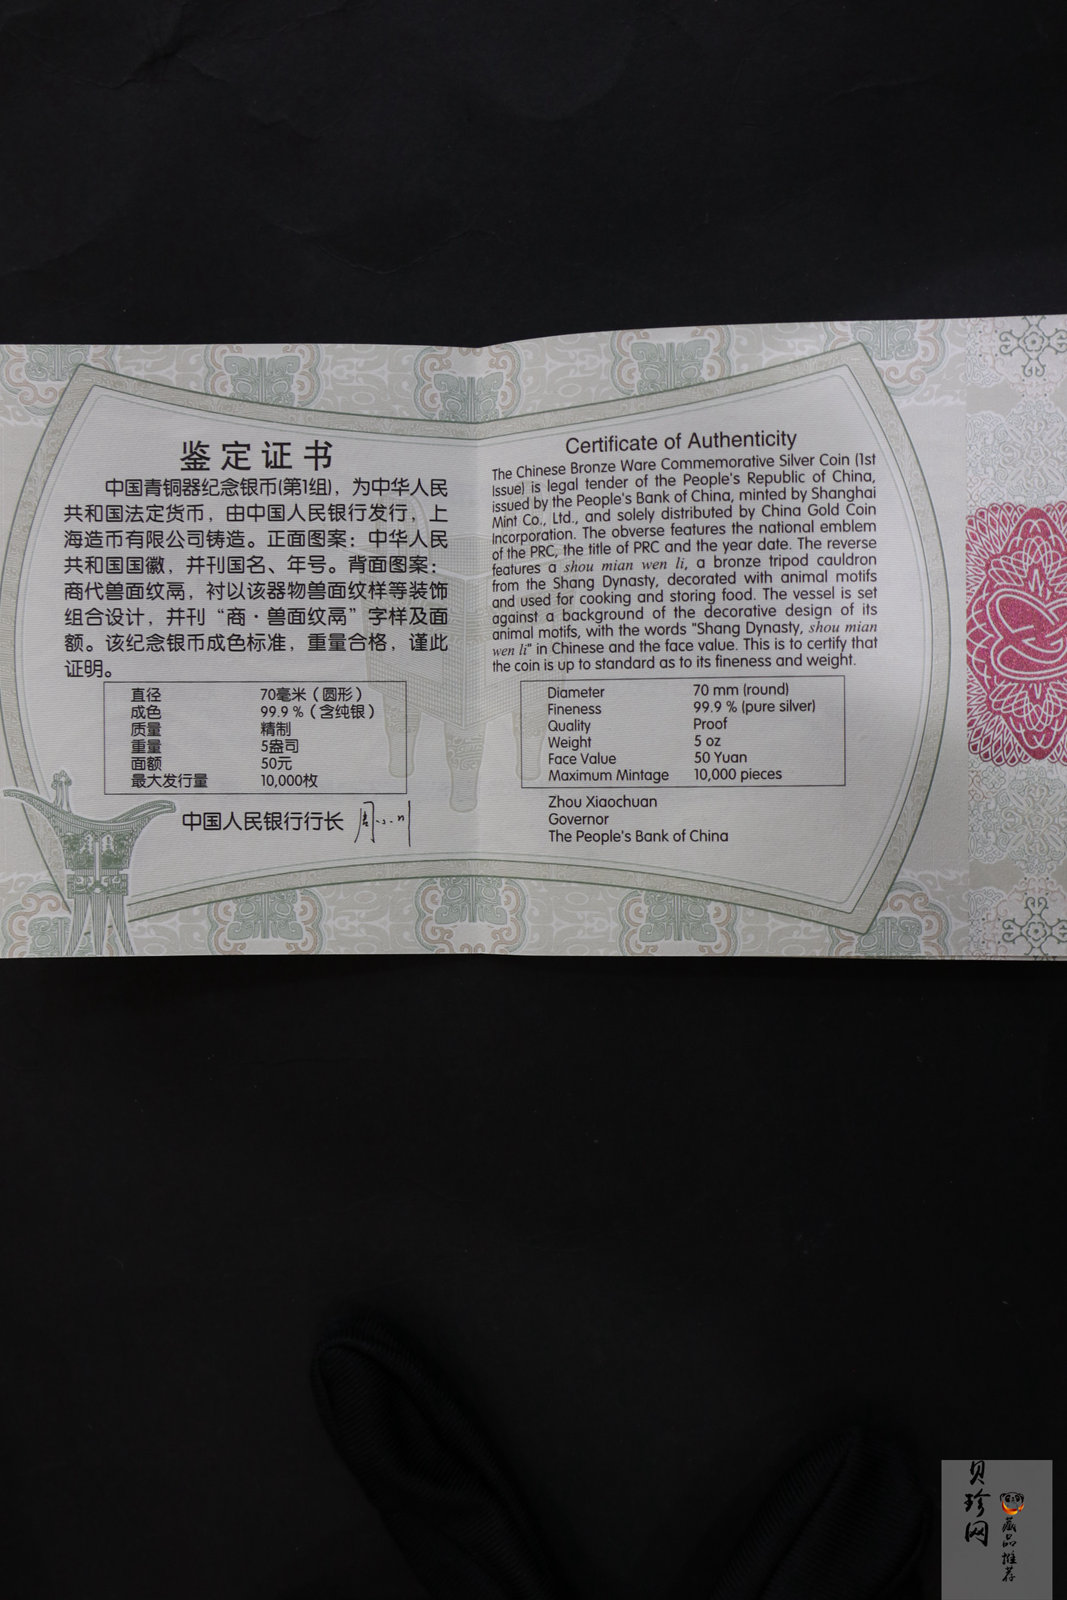 鉴定证书
中国青铜器纪念银币(第1组)，为中华人民
共和国法定货币，由中国人民银行发行，上
海造币有限公司铸造。正面图案：中华人民
共和国国徽，并刊国名、年号。背面图案：
商代兽面纹鬲，衬以该器物兽面纹样等装饰
组合设计，并刊“商·兽面纹鬲”字样及面
额。该纪念银币成色标准，重量合格，谨此
证明。
直径 70毫米（圆形）
成色 99.9％（含纯银）
质量 精制
重量 5盎司
面额 50元
最大发行量 10,000枚
中国人民银行行长
Certificate of Authenticity
The Chinese Bronze Ware Commemorative Silver Coin (1st
Issue) is legal tender of the People's Republic of China,
issued by the People's Bank of China, minted by Shanghai
Mint Co., Ltd., and solely distributed by China Gold Coin
Incorporation. The obverse features the national emblem
of the PRC, the title of PRC and the year date. The reverse
features a shou mian wen li, a bronze tripod cauldron
from the Shang Dynasty, decorated with animal motifs
and used for cooking and storing food. The vessel is set
against a background of the decorative design of its
animal motifs, with the words "Shang Dynasty, shou mian
wen li" in Chinese and the face value. This is to certify that
the coin is up to standard as to its fineness and weight.
Diameter 70 mm (round)
Fineness 99.9 % (pure silver)
Quality Proof
Weight 5 oz
Face Value 50 Yuan
Maximum Mintage 10,000 pieces
Zhou Xiaochuan
Governor
The People's Bank of China
贝珍网
藏品推荐